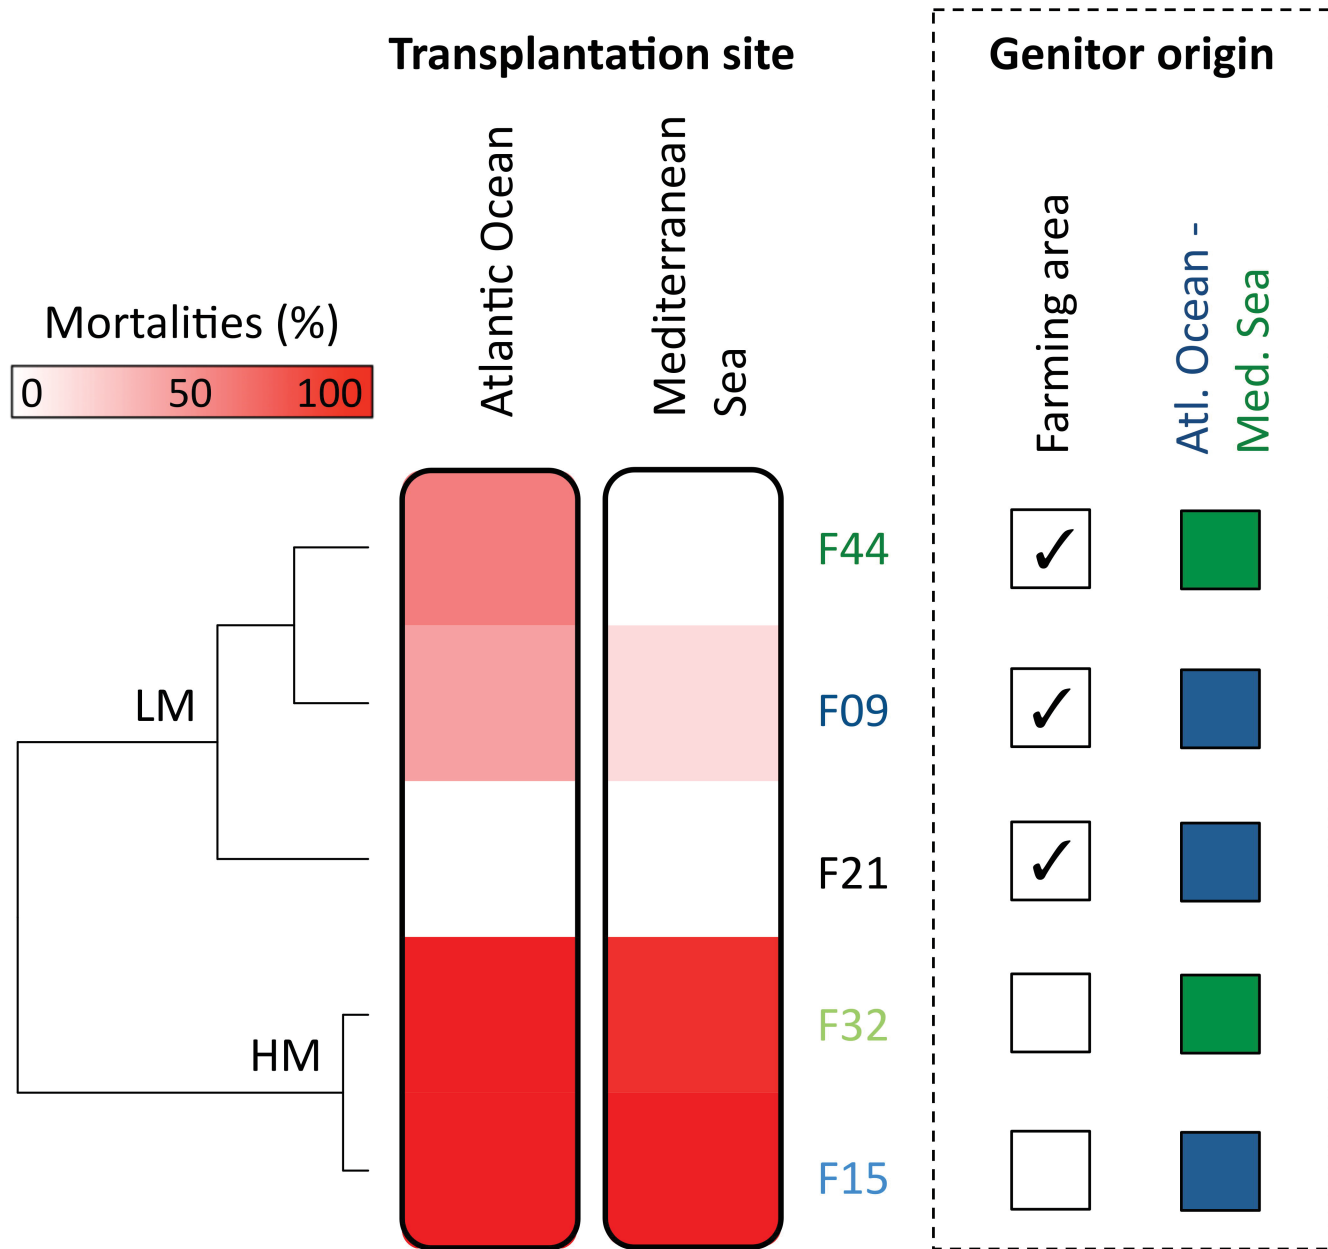 Transplantation site
Genitor origin
Atlantic Ocean
Mediterranean
Sea
Farming area
Atl. Ocean -
Med. Sea
Mortalities (%)
0 50 100
F44
✓
F09
✓
LM
F21
✓
F32
HM
F15